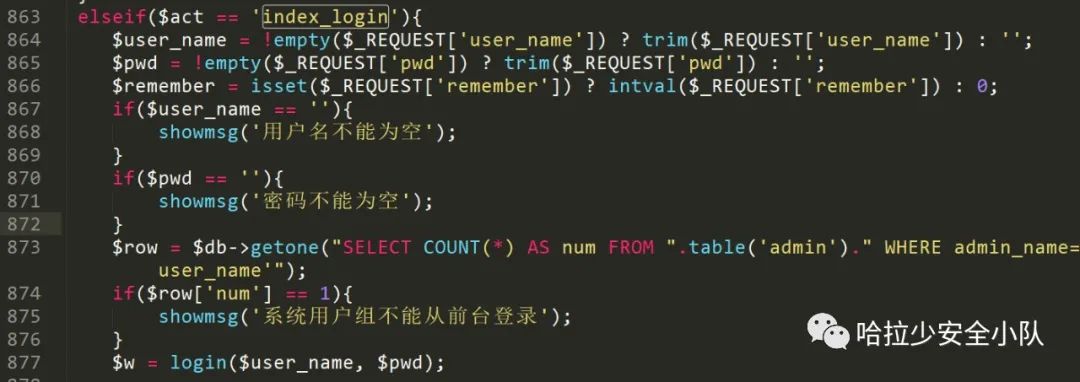 863 elseif($act == 'index_login'){
864 $user_name = !empty($_REQUEST['user_name']) ? trim($_REQUEST['user_name']) : '';
865 $pwd = !empty($_REQUEST['pwd']) ? trim($_REQUEST['pwd']) : '';
866 $remember = isset($_REQUEST['remember']) ? intval($_REQUEST['remember']) : 0;
867 if($user_name == ''){
868 showmsg('用户名不能为空');
869 }
870 if($pwd == ''){
871 showmsg('密码不能为空');
872 }
873 $row = $db->getone("SELECT COUNT(*) AS num FROM ".table('admin')." WHERE admin_name=
user_name'");
874 if($row['num'] == 1){
875 showmsg('系统用户组不能从前台登录');
876 }
877 $w = login($user_name, $pwd);
哈拉少安全小队